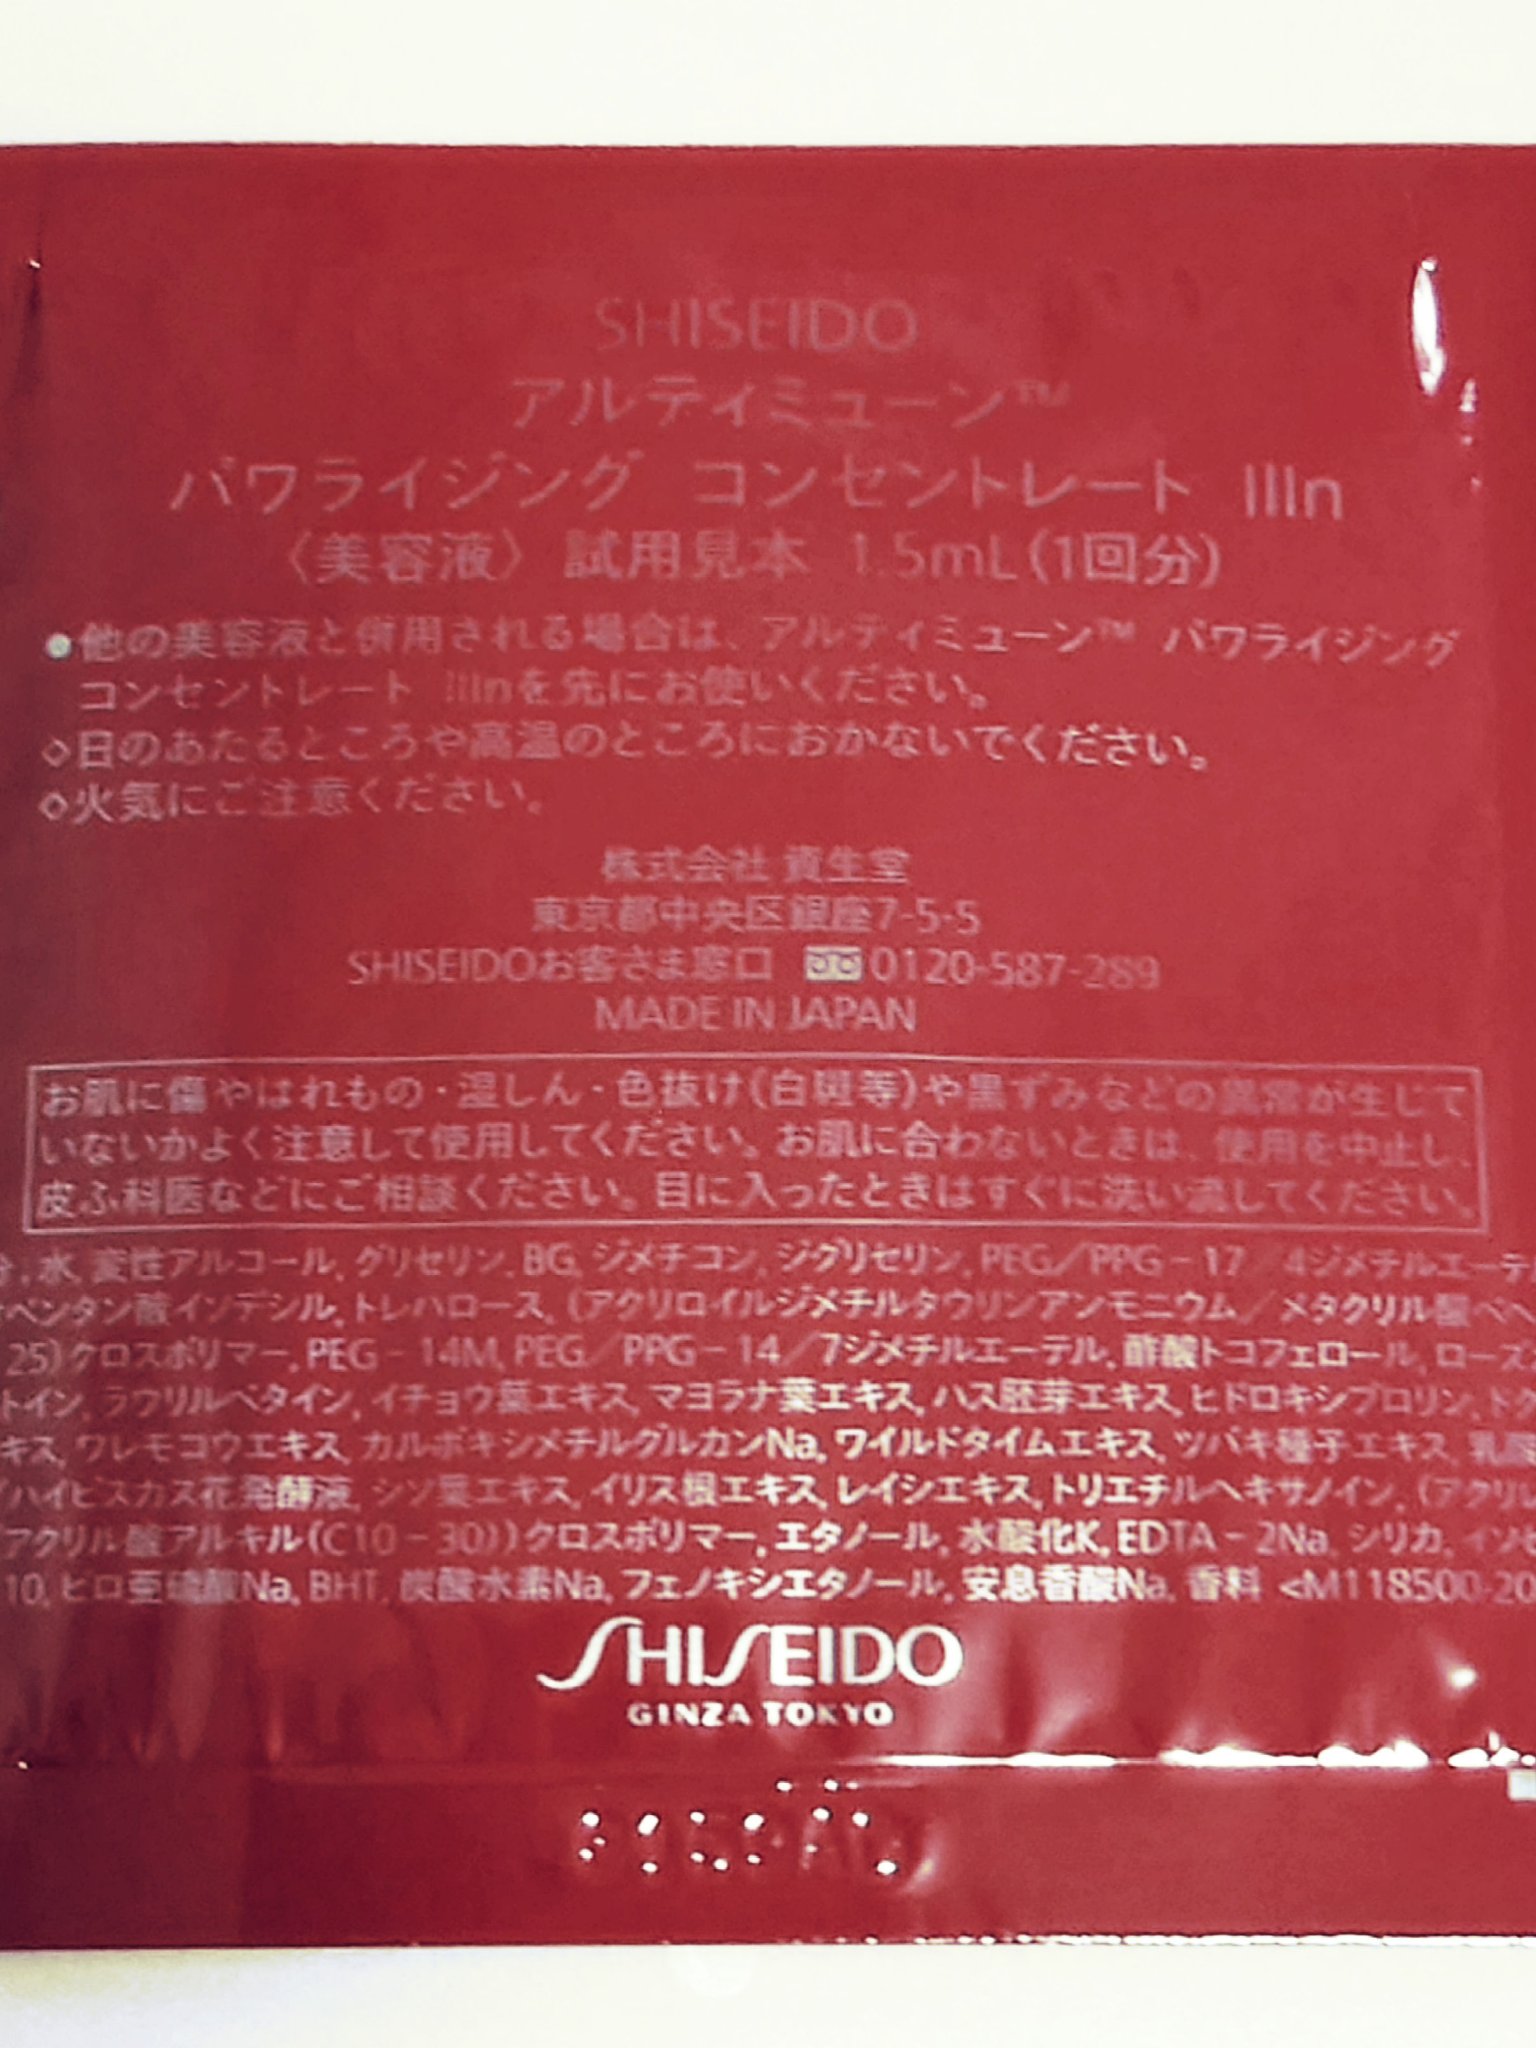 SHISEIDO
アルティミューン™
パワライジング コンセントレート IIIn
〈美容液〉 試用見本 1.5mL(1回分)
●他の美容液と併用される場合は、アルティミューン™ パワライジング
コンセントレート IIInを先にお使いください。
◇日のあたるところや高温のところにおかないでください。
◇火気にご注意ください。
株式会社 資生堂
東京都中央区銀座7-5-5
SHISEIDOお客さま窓口 0120-587-289
MADE IN JAPAN
お肌に傷やはれもの・湿しん・色抜け(白斑等)や黒ずみなどの異常が生じて
いないかよく注意して使用してください。お肌に合わないときは、使用を中止し、
皮ふ科医などにご相談ください。目に入ったときはすぐに洗い流してください。
水, 変性アルコール, グリセリン, BG, ジメチコン, ジグリセリン, PEG/PPG-17/4ジメチルエーテ
ペンタン酸イソデシル, トレハロース, (アクリロイルジメチルタウリンアンモニウム/メタクリル酸ベヘ
25)クロスポリマー, PEG-14M, PEG/PPG-14/7ジメチルエーテル, 酢酸トコフェロール, ローズ
トイン, ラウリルベタイン, イチョウ葉エキス, マヨラナ葉エキス, ハス胚芽エキス, ヒドロキシプロリン, ドク
キス, ワレモコウエキス, カルボキシメチルグルカンNa, ワイルドタイムエキス, ツバキ種子エキス, 乳酸
ハイビスカス花発酵液, シソ葉エキス, イリス根エキス, レイシエキス, トリエチルヘキサノイン, (アクリル
アクリル酸アルキル(C10-30))クロスポリマー, エタノール, 水酸化K, EDTA-2Na, シリカ, イソ
10, ピロ亜硫酸Na, BHT, 炭酸水素Na, フェノキシエタノール, 安息香酸Na, 香料 <M118500-20
SHISEIDO
GINZA TOKYO